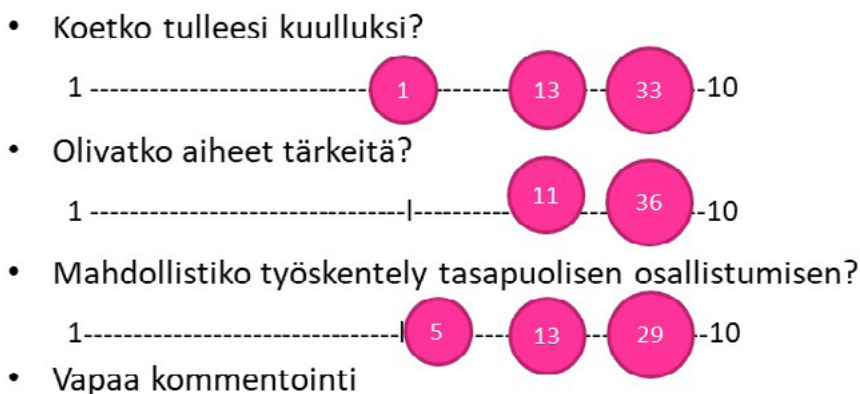 • Koetko tulleesi kuulluksi?
1 ----------------------------- 1 -------- 13 --- 33 -10
• Olivatko aiheet tärkeitä?
1 ---------------------------------|---------- 11 --- 36 --10
• Mahdollistiko työskentely tasapuolisen osallistumisen?
1---------------------------------| 5 ---- 13 --- 29 --10
• Vapaa kommentointi